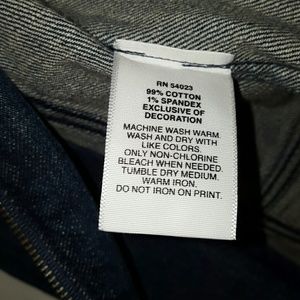 RN 54023
99% COTTON
1% SPANDEX
EXCLUSIVE OF
DECORATION
MACHINE WASH WARM.
WASH AND DRY WITH
LIKE COLORS.
ONLY NON-CHLORINE
BLEACH WHEN NEEDED.
TUMBLE DRY MEDIUM.
WARM IRON.
DO NOT IRON ON PRINT.